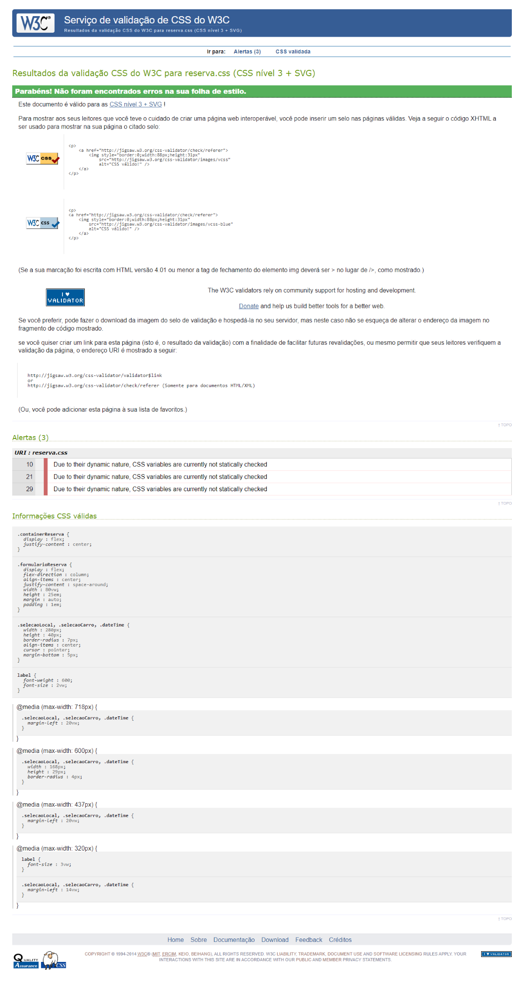 W3C®
Serviço de validação de CSS do W3C
Resultados da validação CSS do W3C para reserva.css (CSS nível 3 + SVG)
Ir para: Alertas (3) CSS validada
Resultados da validação CSS do W3C para reserva.css (CSS nível 3 + SVG)
Parabéns! Não foram encontrados erros na sua folha de estilo.
Este documento é válido para as CSS nível 3 + SVG !
Para mostrar aos seus leitores que você teve o cuidado de criar uma página web interoperável, você pode inserir um selo nas páginas válidas. Veja a seguir o código XHTML a
ser usado para mostrar na sua página o citado selo:
W3C css
<p>
<a href="http://jigsaw.w3.org/css-validator/check/referer">
<img style="border:0;width:88px;height:31px"
src="http://jigsaw.w3.org/css-validator/images/vcss"
alt="CSS válido!" />
</a>
</p>
W3C css
<p>
<a href="http://jigsaw.w3.org/css-validator/check/referer">
<img style="border:0;width:88px;height:31px"
src="http://jigsaw.w3.org/css-validator/images/vcss-blue"
alt="CSS válido!" />
</a>
</p>
(Se a sua marcação foi escrita com HTML versão 4.01 ou menor a tag de fechamento do elemento img deverá ser > no lugar de />, como mostrado.)
I ♥
VALIDATOR
The W3C validators rely on community support for hosting and development.
Donate and help us build better tools for a better web.
Se você preferir, pode fazer o download da imagem do selo de validação e hospedá-la no seu servidor, mas neste caso não se esqueça de alterar o endereço da imagem no
fragmento de código mostrado.
se você quiser criar um link para esta página (isto é, o resultado da validação) com a finalidade de facilitar futuras revalidações, ou mesmo permitir que seus leitores verifiquem a
validação da página, o endereço URI é mostrado a seguir:
http://jigsaw.w3.org/css-validator/validator$link
or
http://jigsaw.w3.org/css-validator/check/referer (Somente para documentos HTML/XML)
(Ou, você pode adicionar esta página à sua lista de favoritos.)
↑ TOPO
Alertas (3)
URI : reserva.css
10 Due to their dynamic nature, CSS variables are currently not statically checked
21 Due to their dynamic nature, CSS variables are currently not statically checked
29 Due to their dynamic nature, CSS variables are currently not statically checked
↑ TOPO
Informações CSS válidas
.containerReserva {
display : flex;
justify-content : center;
}
.formularioReserva {
display : flex;
flex-direction : column;
align-items : center;
justify-content : space-around;
width : 80vw;
height : 25em;
margin : auto;
padding : 1em;
}
.selecaoLocal, .selecaoCarro, .dateTime {
width : 280px;
height : 40px;
border-radius : 7px;
align-items : center;
cursor : pointer;
margin-bottom : 5px;
}
label {
font-weight : 600;
font-size : 2vw;
}
@media (max-width: 718px) {
.selecaoLocal, .selecaoCarro, .dateTime {
margin-left : 20vw;
}
}
@media (max-width: 600px) {
.selecaoLocal, .selecaoCarro, .dateTime {
width : 168px;
height : 29px;
border-radius : 4px;
}
}
@media (max-width: 437px) {
.selecaoLocal, .selecaoCarro, .dateTime {
margin-left : 20vw;
}
}
@media (max-width: 320px) {
label {
font-size : 3vw;
}
.selecaoLocal, .selecaoCarro, .dateTime {
margin-left : 14vw;
}
}
↑ TOPO
Home Sobre Documentação Download Feedback Créditos
QUALITY
Assurance CSS
COPYRIGHT © 1994-2014 W3C® (MIT, ERCIM, KEIO, BEIHANG), ALL RIGHTS RESERVED. W3C LIABILITY, TRADEMARK, DOCUMENT USE AND SOFTWARE LICENSING RULES APPLY. YOUR
INTERACTIONS WITH THIS SITE ARE IN ACCORDANCE WITH OUR PUBLIC AND MEMBER PRIVACY STATEMENTS.
I ♥ VALIDATOR